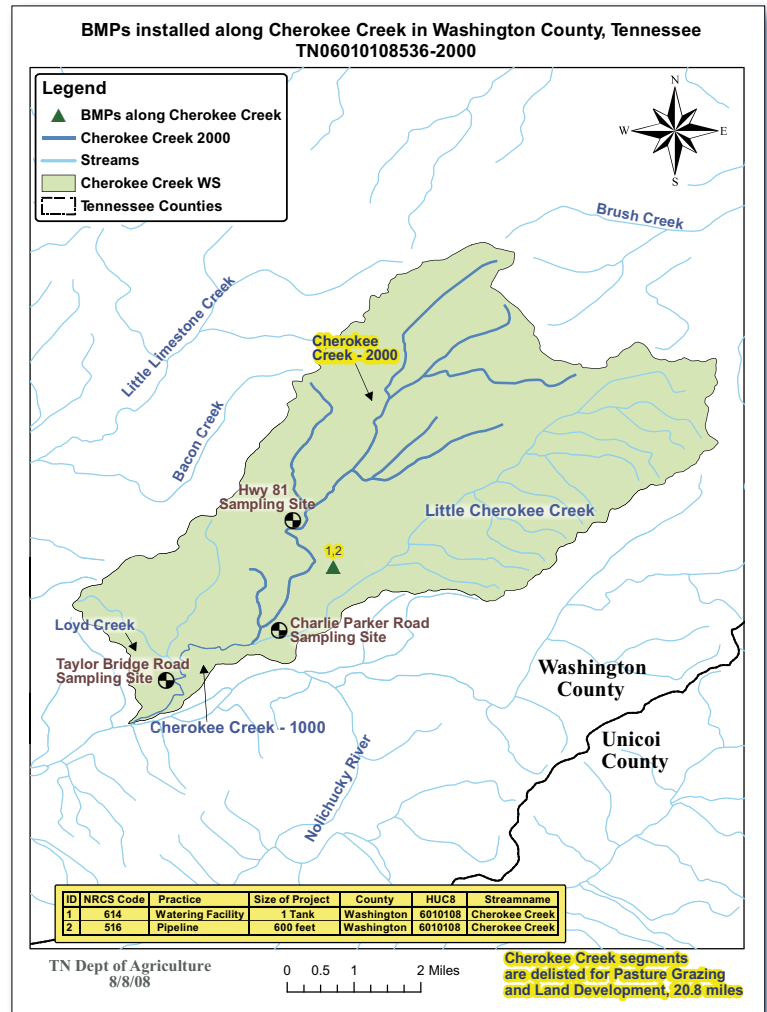 BMPs installed along Cherokee Creek in Washington County, Tennessee
TN06010108536-2000
Legend
BMPs along Cherokee Creek
Cherokee Creek 2000
Streams
Cherokee Creek WS
Tennessee Counties
N
W
E
S
Brush Creek
Little Limestone Creek
Cherokee
Creek - 2000
Bacon Creek
Hwy 81
Sampling Site
Little Cherokee Creek
1,2
Loyd Creek
Charlie Parker Road
Sampling Site
Taylor Bridge Road
Sampling Site
Washington
County
Cherokee Creek - 1000
Unicoi
County
Nolichucky River
ID NRCS Code Practice Size of Project County HUC8 Streamname
1 614 Watering Facility 1 Tank Washington 6010108 Cherokee Creek
2 516 Pipeline 600 feet Washington 6010108 Cherokee Creek
TN Dept of Agriculture
8/8/08
0 0.5 1 2 Miles
Cherokee Creek segments
are delisted for Pasture Grazing
and Land Development, 20.8 miles